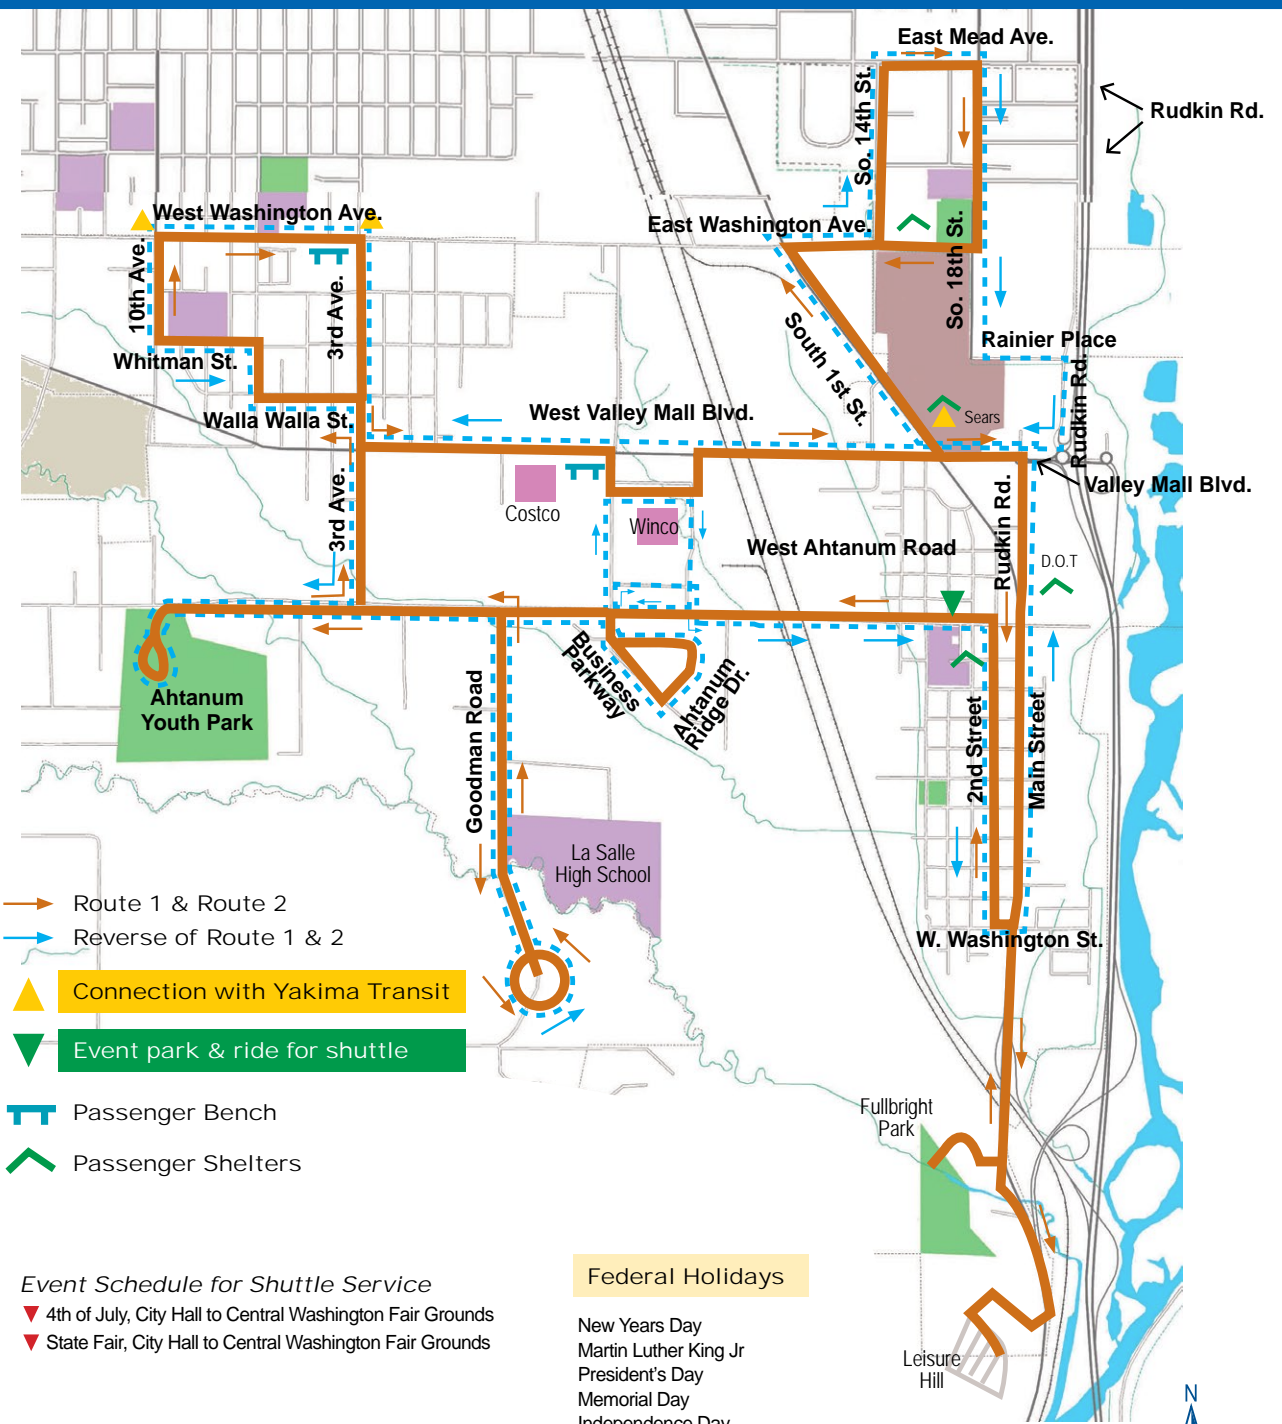 East Mead Ave.
Rudkin Rd.
So. 14th St.
West Washington Ave.
East Washington Ave.
So. 18th St.
10th Ave.
3rd Ave.
Rainier Place
South 1st St.
Whitman St.
Rudkin Rd.
Walla Walla St.
West Valley Mall Blvd.
Sears
Valley Mall Blvd.
3rd Ave.
Costco
Winco
West Ahtanum Road
Rudkin Rd.
D.O.T
Business
Parkway
Ahtanum
Ridge Dr.
Ahtanum
Youth Park
Goodman Road
2nd Street
Main Street
La Salle
High School
Route 1 & Route 2
Reverse of Route 1 & 2
W. Washington St.
Connection with Yakima Transit
Event park & ride for shuttle
Passenger Bench
Passenger Shelters
Fullbright
Park
Event Schedule for Shuttle Service
4th of July, City Hall to Central Washington Fair Grounds
State Fair, City Hall to Central Washington Fair Grounds
Federal Holidays
New Years Day
Martin Luther King Jr
President's Day
Memorial Day
Independence Day
Leisure
Hill
N